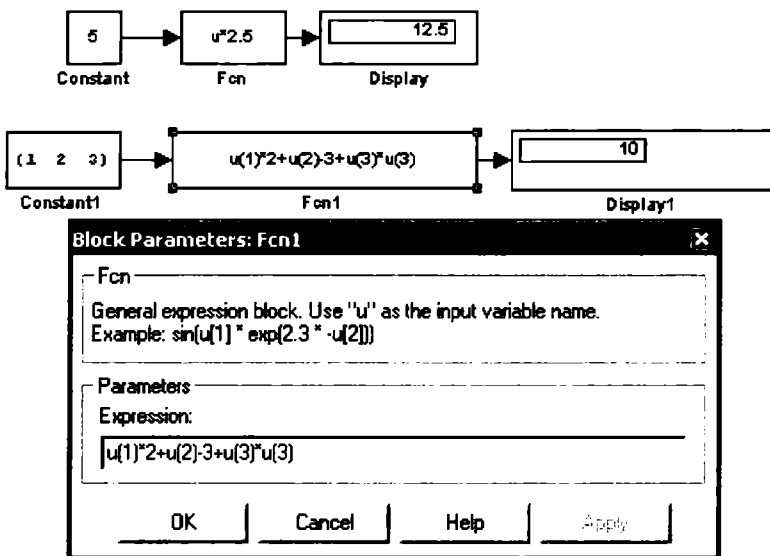 5
u*2.5
12.5
Constant
Fcn
Display
(1 2 3)
u(1)*2+u(2)-3+u(3)*u(3)
10
Constant1
Fcn1
Display1
Block Parameters: Fcn1
Fcn
General expression block. Use "u" as the input variable name.
Example: sin(u[1] * exp(2.3 * -u[2]))
Parameters
Expression:
u(1)*2+u(2)-3+u(3)*u(3)
OK
Cancel
Help
Apply